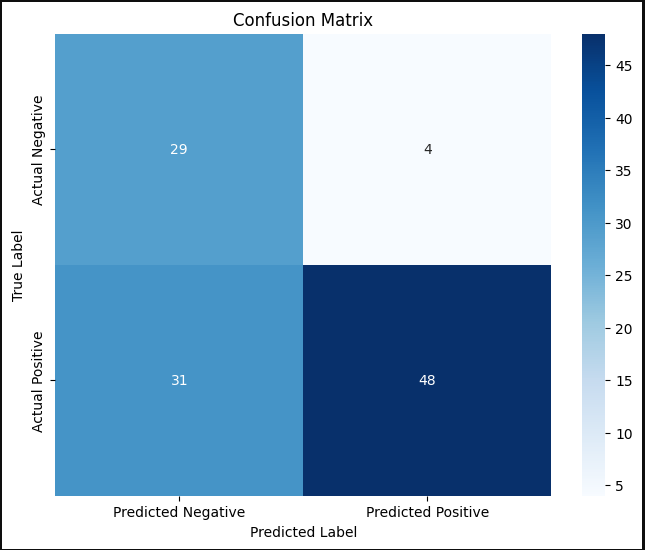 Confusion Matrix
True Label
Actual Negative
Actual Positive
29
4
31
48
Predicted Negative
Predicted Positive
Predicted Label
45
40
35
30
25
20
15
10
5